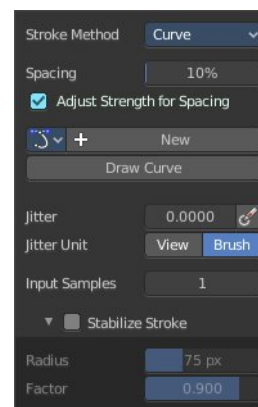 Stroke Method Curve
Spacing 10%
Adjust Strength for Spacing
New
Draw Curve
Jitter 0.0000
Jitter Unit View Brush
Input Samples 1
Stabilize Stroke
Radius 75 px
Factor 0.900